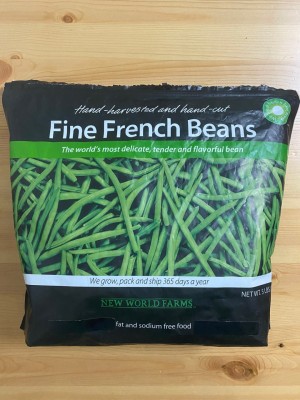 Hand-harvested and hand-cut
Fine French Beans
The world's most delicate, tender and flavorful bean
We grow, pack and ship 365 days a year
NEW WORLD FARMS
NET WT.
fat and sodium free food